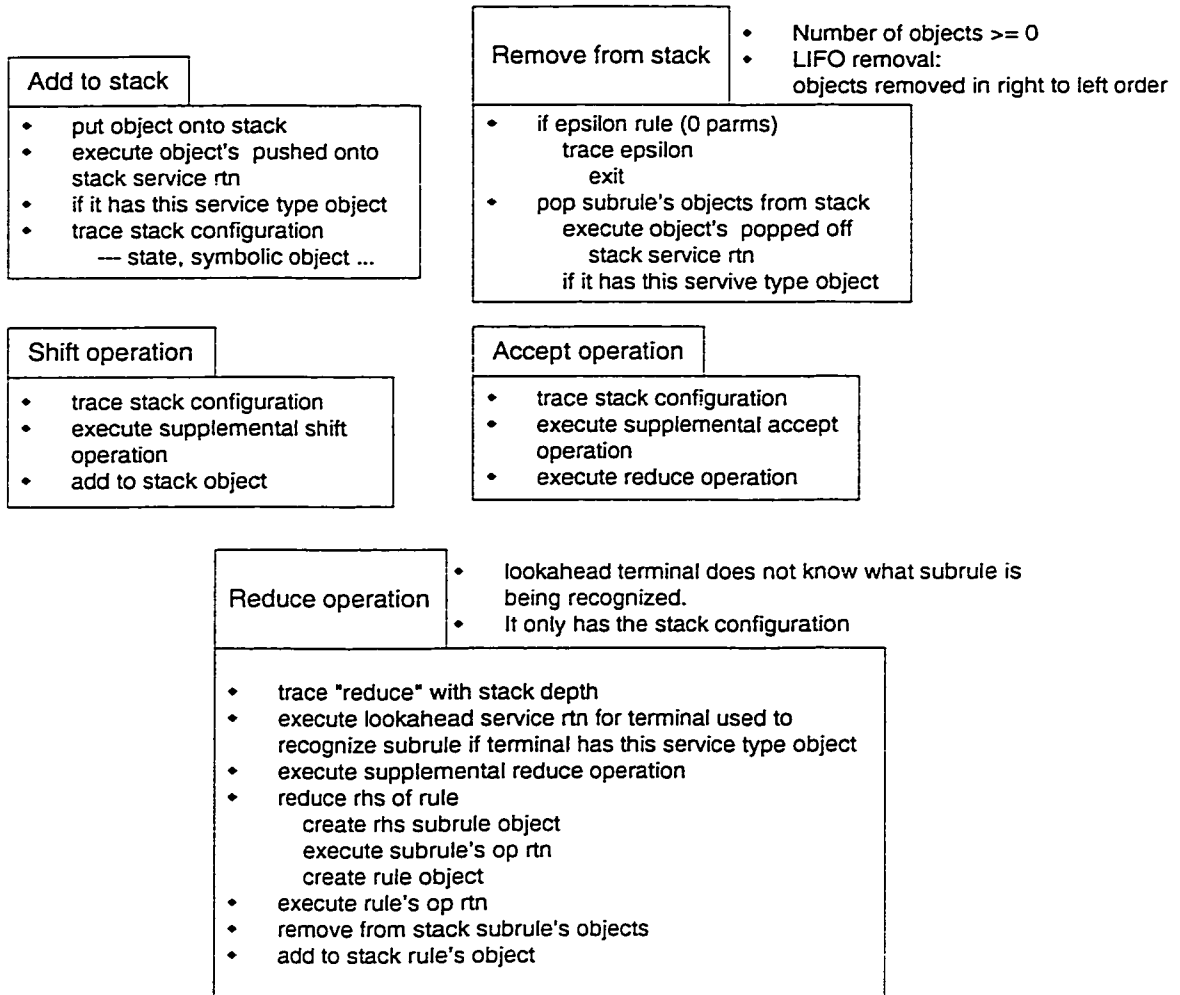 Add to stack
• put object onto stack
• execute object's pushed onto
stack service rtn
• if it has this service type object
• trace stack configuration
--- state, symbolic object ...
Remove from stack
• Number of objects >= 0
• LIFO removal:
objects removed in right to left order
• if epsilon rule (0 parms)
trace epsilon
exit
• pop subrule's objects from stack
execute object's popped off
stack service rtn
if it has this servive type object
Shift operation
• trace stack configuration
• execute supplemental shift
operation
• add to stack object
Accept operation
• trace stack configuration
• execute supplemental accept
operation
• execute reduce operation
Reduce operation
• lookahead terminal does not know what subrule is
being recognized.
• It only has the stack configuration
• trace "reduce" with stack depth
• execute lookahead service rtn for terminal used to
recognize subrule if terminal has this service type object
• execute supplemental reduce operation
• reduce rhs of rule
create rhs subrule object
execute subrule's op rtn
create rule object
• execute rule's op rtn
• remove from stack subrule's objects
• add to stack rule's object